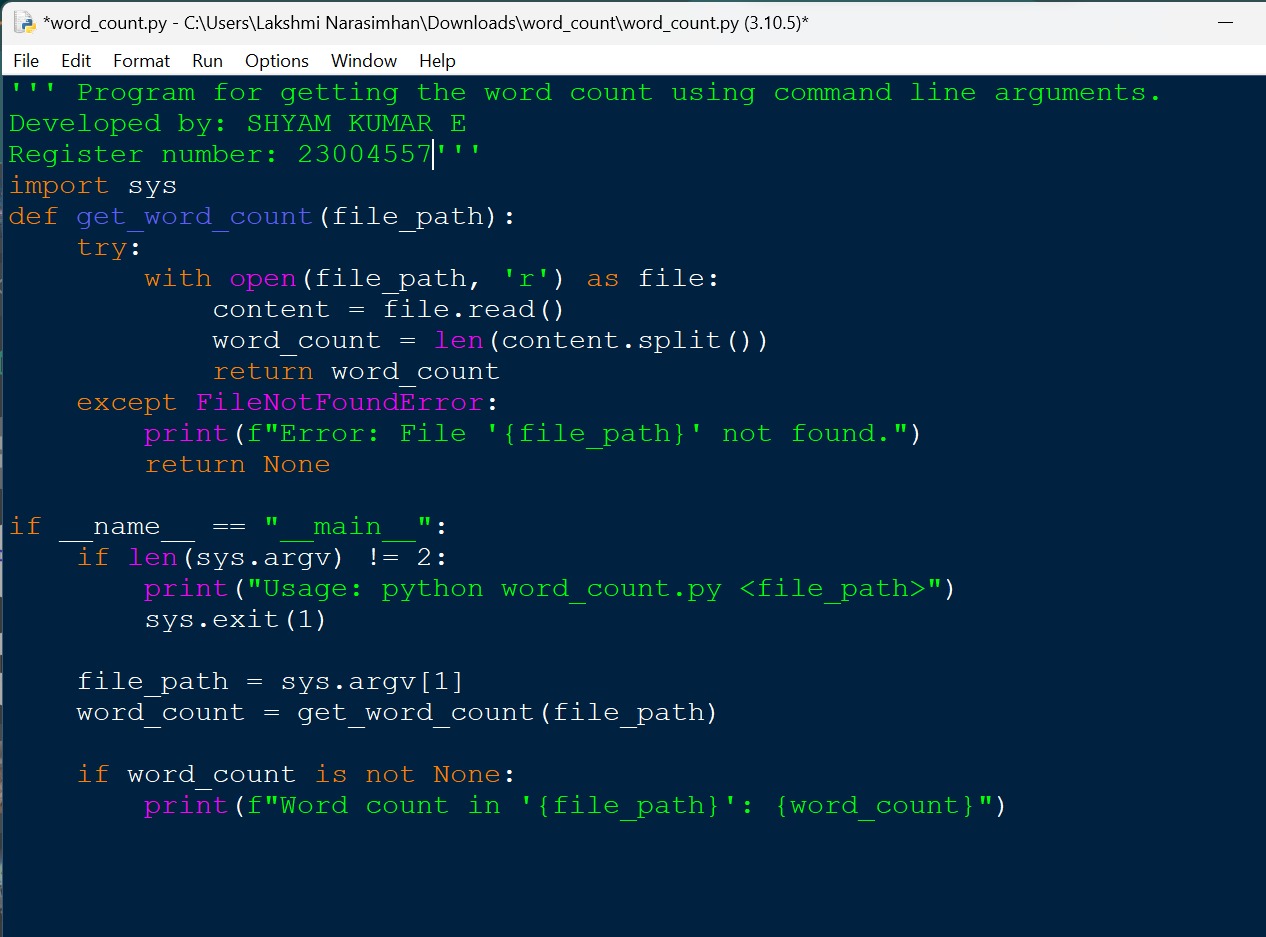 *word_count.py - C:\Users\Lakshmi Narasimhan\Downloads\word_count\word_count.py (3.10.5)*
File Edit Format Run Options Window Help
''' Program for getting the word count using command line arguments.
Developed by: SHYAM KUMAR E
Register number: 23004557'''
import sys
def get_word_count(file_path):
    try:
        with open(file_path, 'r') as file:
            content = file.read()
            word_count = len(content.split())
            return word_count
    except FileNotFoundError:
        print(f"Error: File '{file_path}' not found.")
        return None

if __name__ == "__main__":
    if len(sys.argv) != 2:
        print("Usage: python word_count.py <file_path>")
        sys.exit(1)

    file_path = sys.argv[1]
    word_count = get_word_count(file_path)

    if word_count is not None:
        print(f"Word count in '{file_path}': {word_count}")